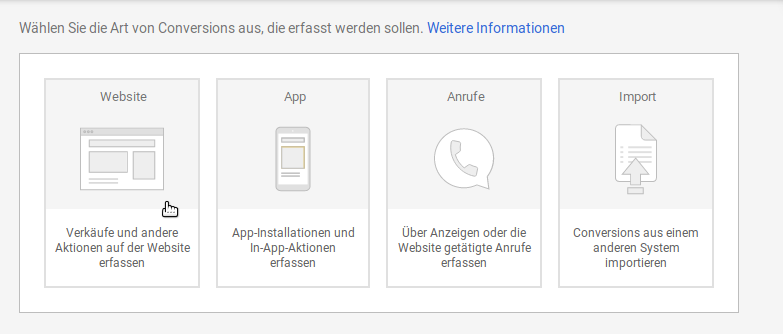 Wählen Sie die Art von Conversions aus, die erfasst werden sollen. Weitere Informationen
Website
Verkäufe und andere
Aktionen auf der Website
erfassen
App
App-Installationen und
In-App-Aktionen
erfassen
Anrufe
Über Anzeigen oder die
Website getätigte Anrufe
erfassen
Import
Conversions aus einem
anderen System
importieren